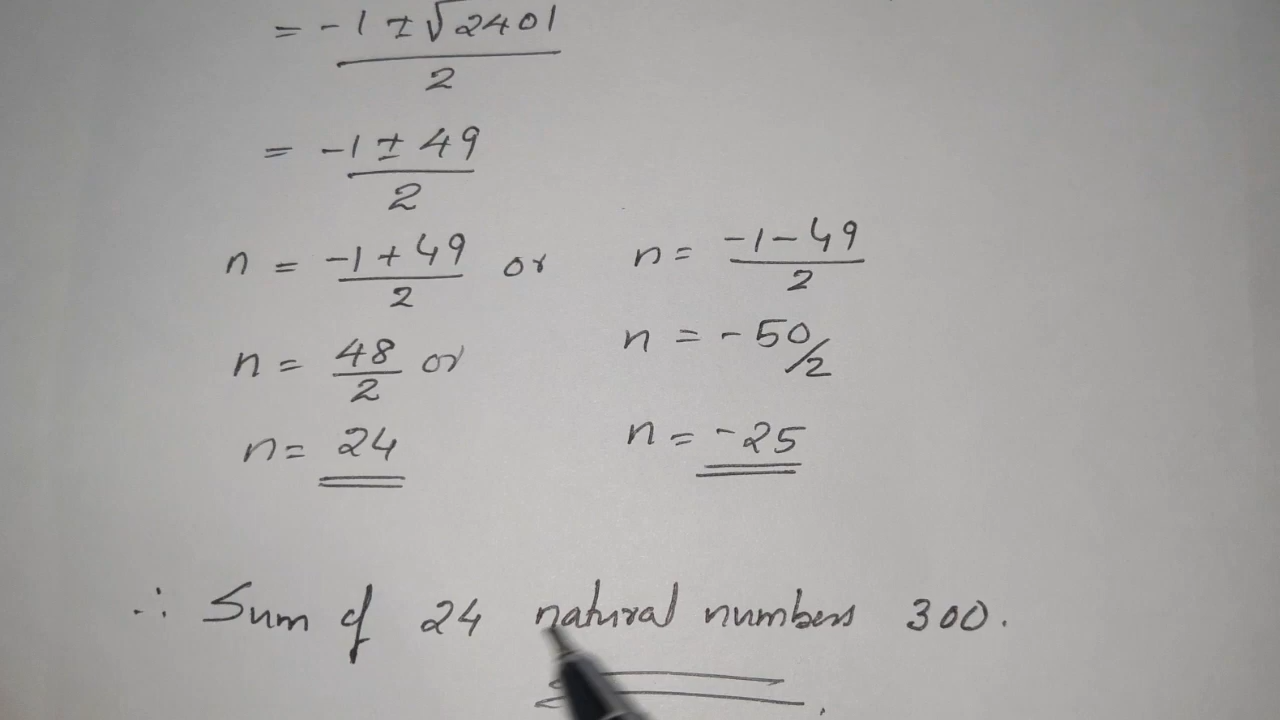 = -1 ± √2401 / 2
= -1 ± 49 / 2
n = -1 + 49 / 2 or n = -1 - 49 / 2
n = 48 / 2 or n = -50/2
n = 24 n = -25
∴ Sum of 24 natural numbers 300.